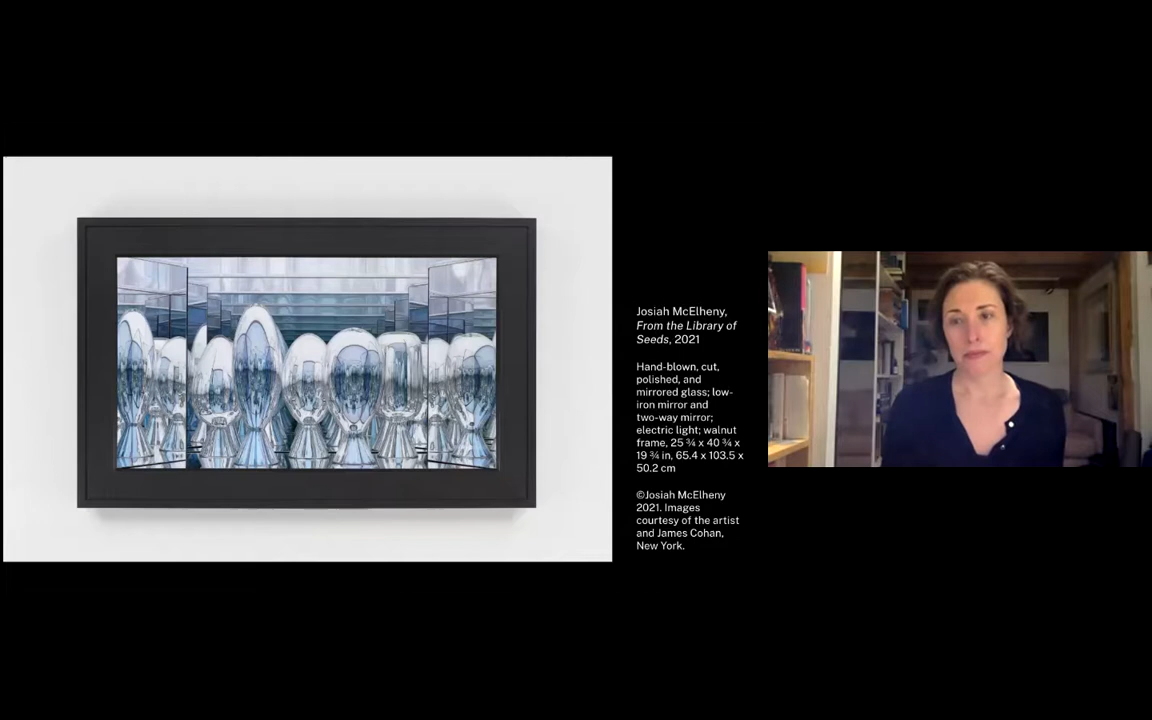 Josiah McElheny,
From the Library of
Seeds, 2021
Hand-blown, cut,
polished, and
mirrored glass; low-
iron mirror and
two-way mirror;
electric light; walnut
frame, 25 ¾ x 40 ¾ x
19 ¾ in, 65.4 x 103.5 x
50.2 cm
©Josiah McElheny
2021. Images
courtesy of the artist
and James Cohan,
New York.